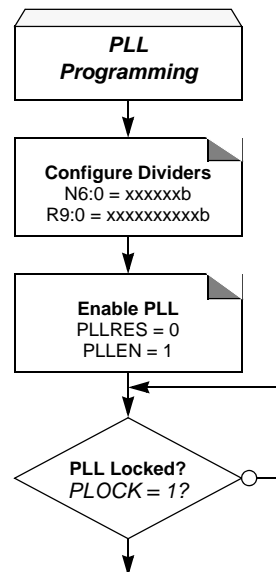 PLL
Programming
Configure Dividers
N6:0 = xxxxxxb
R9:0 = xxxxxxxxxxb
Enable PLL
PLLRES = 0
PLLEN = 1
PLL Locked?
PLOCK = 1?